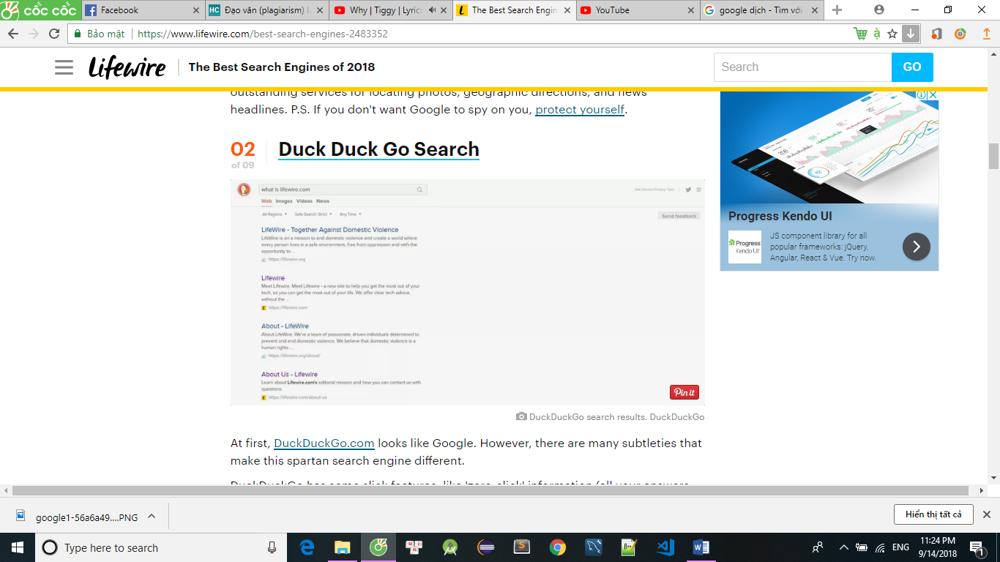 cốc cốc
Facebook
Đạo văn (plagiarism) l
Why | Tiggy | Lyrics
The Best Search Engin
YouTube
google dịch - Tìm với
Bảo mật
https://www.lifewire.com/best-search-engines-2483352
Lifewire
The Best Search Engines of 2018
Search
GO
outstanding services for locating photos, geographic directions, and news
headlines. P.S. If you don't want Google to spy on you, protect yourself.
02
of 09
Duck Duck Go Search
what is lifewire.com
Get Device Privacy Tips!
Web Images Videos News
All Regions Safe Search: Strict Any Time
Send feedback
LifeWire - Together Against Domestic Violence
LifeWire is on a mission to end domestic violence and create a world where
every person lives in a safe environment, free from oppression and with the
opportunity to ...
https://lifewire.org
Lifewire
Meet Lifewire. Meet Lifewire - a new site to help you get the most out of your
tech, so you can get the most out of your life. We offer clear tech advice,
without the ...
https://lifewire.com
About - LifeWire
About LifeWire. We're a team of passionate, driven individuals determined to
prevent and end domestic violence. We believe that domestic violence is a
human rights ...
https://lifewire.org/about/
About Us - Lifewire
Learn about Lifewire.com's editorial mission and how you can contact us with
questions.
https://lifewire.com/about-us
Pin it
DuckDuckGo search results. DuckDuckGo
At first, DuckDuckGo.com looks like Google. However, there are many subtleties that
make this spartan search engine different.
DuckDuckGo has some slick features, like 'zero-click' information (all your answers
Progress Kendo UI
Progress
Kendo UI
JS component library for all
popular frameworks: jQuery,
Angular, React & Vue. Try now.
google1-56a6a49....PNG
Hiển thị tất cả
Type here to search
ENG
11:24 PM
9/14/2018
1